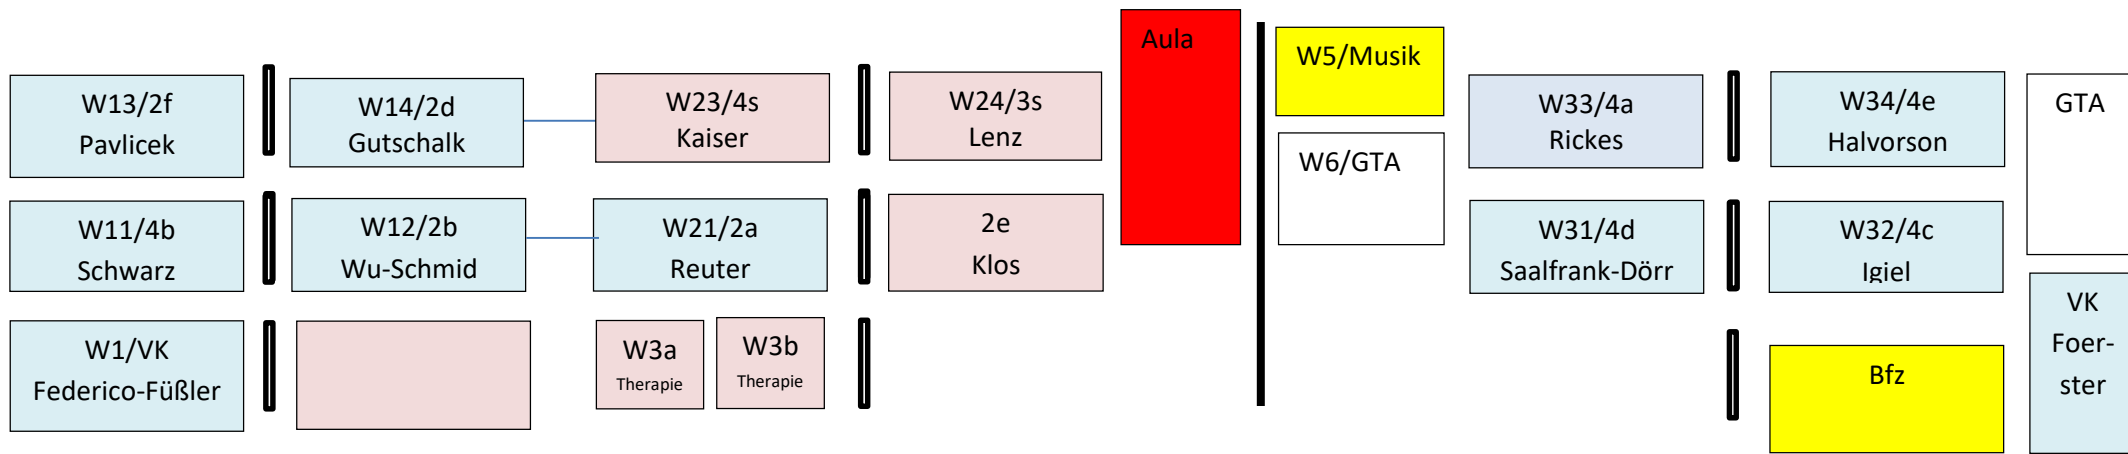 Aula
W5/Musik
W13/2f
Pavlicek
W14/2d
Gutschalk
W23/4s
Kaiser
W24/3s
Lenz
W33/4a
Rickes
W34/4e
Halvorson
GTA
W6/GTA
W11/4b
Schwarz
W12/2b
Wu-Schmid
W21/2a
Reuter
2e
Klos
W31/4d
Saalfrank-Dörr
W32/4c
Igiel
VK
Foer-
ster
W1/VK
Federico-Füßler
W3a
Therapie
W3b
Therapie
Bfz